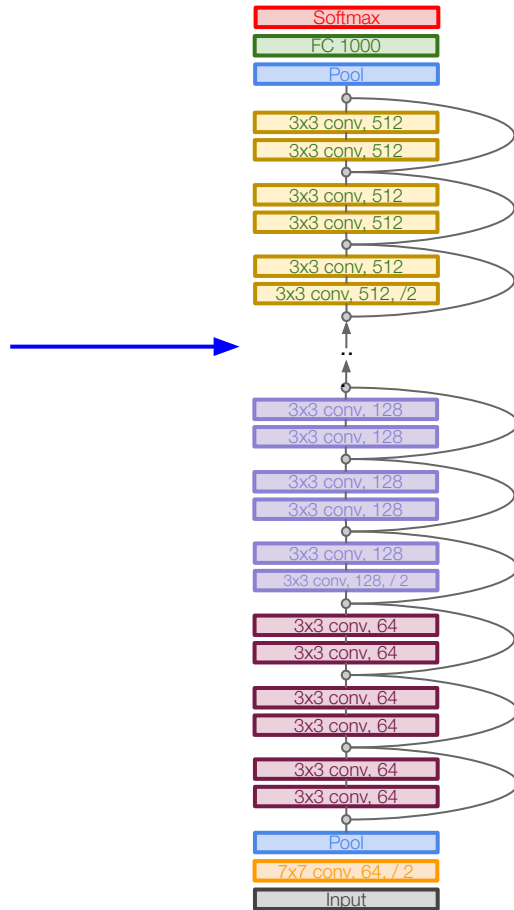 Softmax
FC 1000
Pool
3x3 conv, 512
3x3 conv, 512
3x3 conv, 512
3x3 conv, 512
3x3 conv, 512
3x3 conv, 512, /2
..
.
3x3 conv, 128
3x3 conv, 128
3x3 conv, 128
3x3 conv, 128
3x3 conv, 128
3x3 conv, 128, / 2
3x3 conv, 64
3x3 conv, 64
3x3 conv, 64
3x3 conv, 64
3x3 conv, 64
3x3 conv, 64
Pool
7x7 conv, 64, / 2
Input